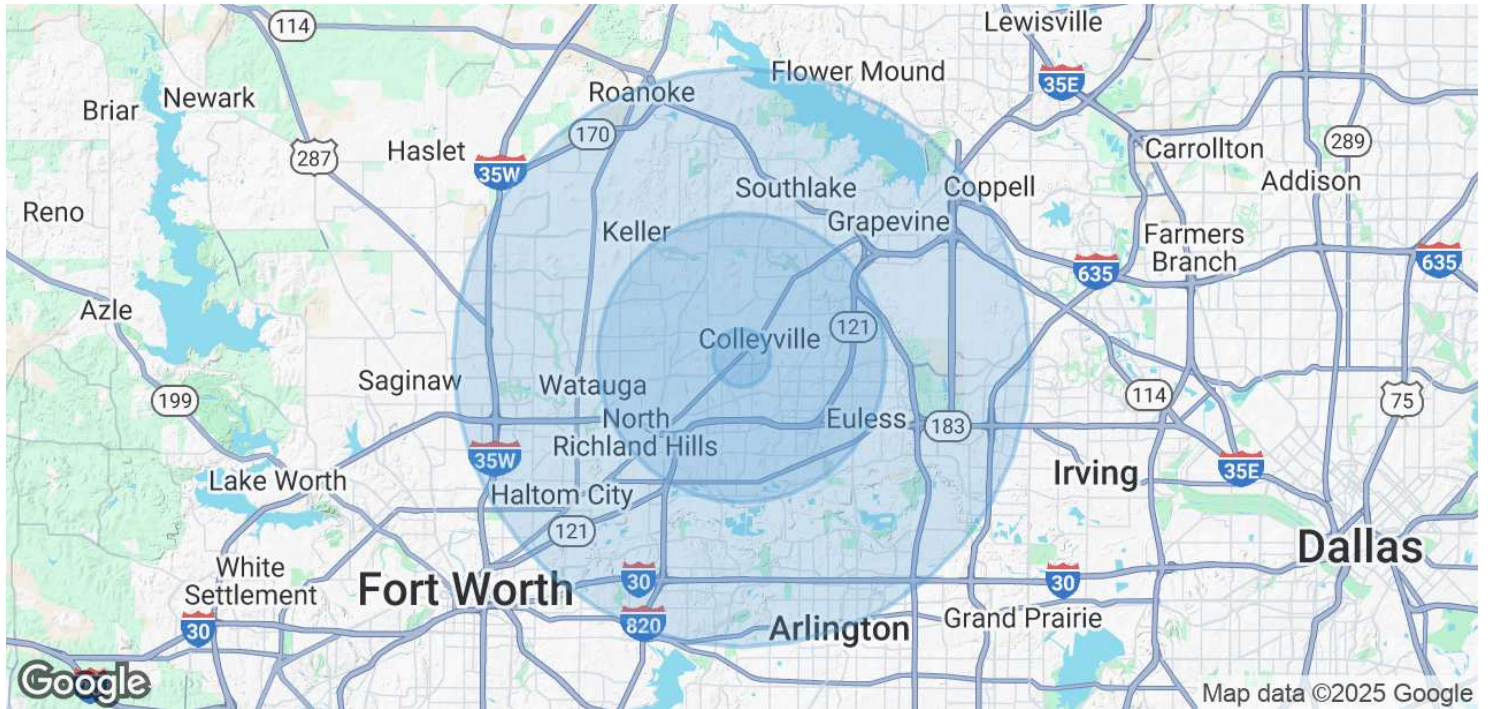 Lewisville
114
Flower Mound
35E
Roanoke
Newark
Briar
170
289
287
Haslet
Carrollton
35W
Addison
Southlake
Coppell
Reno
Grapevine
Keller
Farmers
Branch
635
635
Azle
121
Colleyville
Saginaw
Watauga
199
114
75
North
Richland Hills
Euless
183
35W
35E
Irving
Lake Worth
Haltom City
121
Dallas
White
Settlement
Fort Worth
30
30
820
Arlington
Grand Prairie
30
Google
Map data ©2025 Google